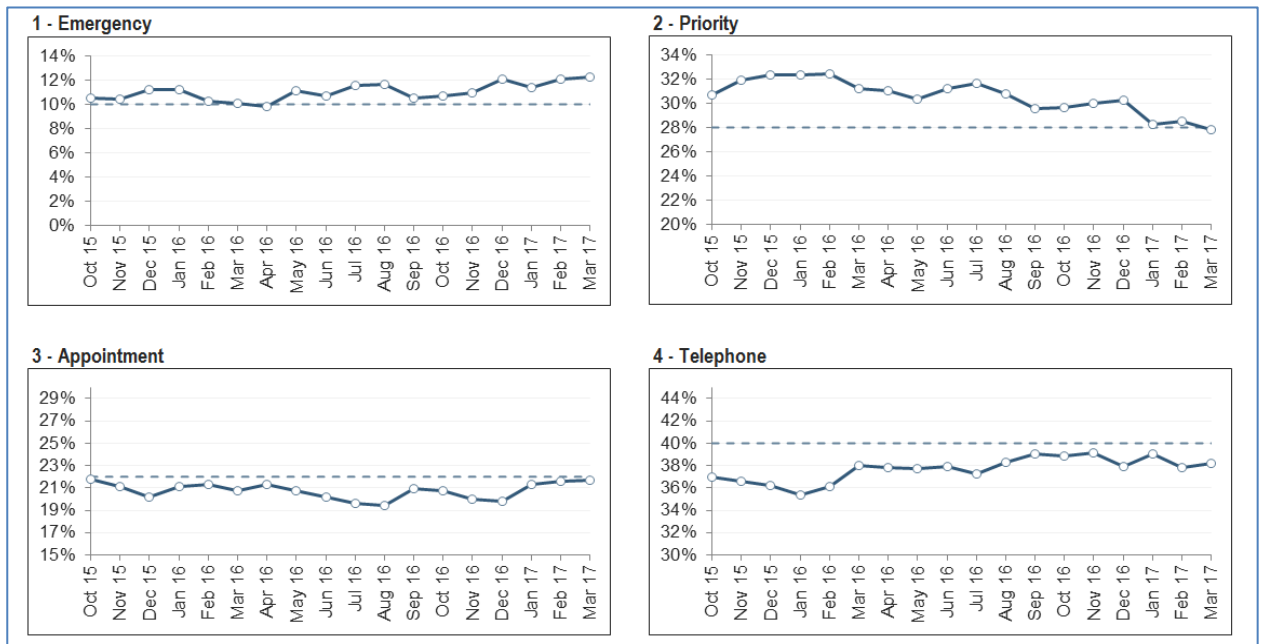 1 - Emergency
14%
12%
10%
8%
6%
4%
2%
0%
Oct 15
Nov 15
Dec 15
Jan 16
Feb 16
Mar 16
Apr 16
May 16
Jun 16
Jul 16
Aug 16
Sep 16
Oct 16
Nov 16
Dec 16
Jan 17
Feb 17
Mar 17
2 - Priority
34%
32%
30%
28%
26%
24%
22%
20%
Oct 15
Nov 15
Dec 15
Jan 16
Feb 16
Mar 16
Apr 16
May 16
Jun 16
Jul 16
Aug 16
Sep 16
Oct 16
Nov 16
Dec 16
Jan 17
Feb 17
Mar 17
3 - Appointment
29%
27%
25%
23%
21%
19%
17%
15%
Oct 15
Nov 15
Dec 15
Jan 16
Feb 16
Mar 16
Apr 16
May 16
Jun 16
Jul 16
Aug 16
Sep 16
Oct 16
Nov 16
Dec 16
Jan 17
Feb 17
Mar 17
4 - Telephone
44%
42%
40%
38%
36%
34%
32%
30%
Oct 15
Nov 15
Dec 15
Jan 16
Feb 16
Mar 16
Apr 16
May 16
Jun 16
Jul 16
Aug 16
Sep 16
Oct 16
Nov 16
Dec 16
Jan 17
Feb 17
Mar 17